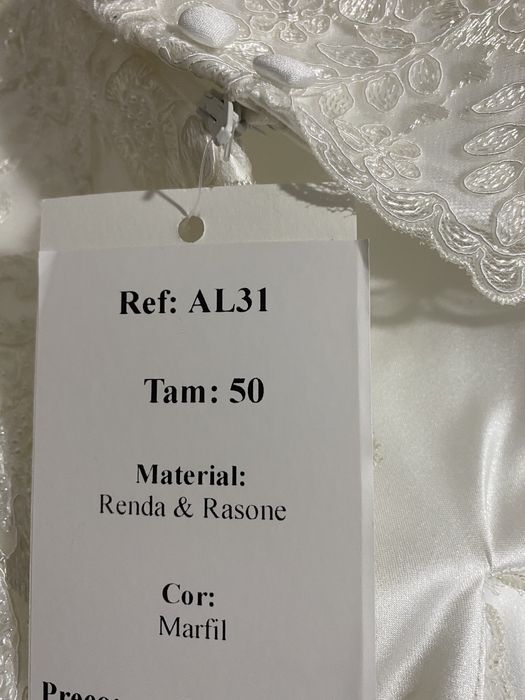 Ref: AL31
Tam: 50
Material:
Renda & Rasone
Cor:
Marfil